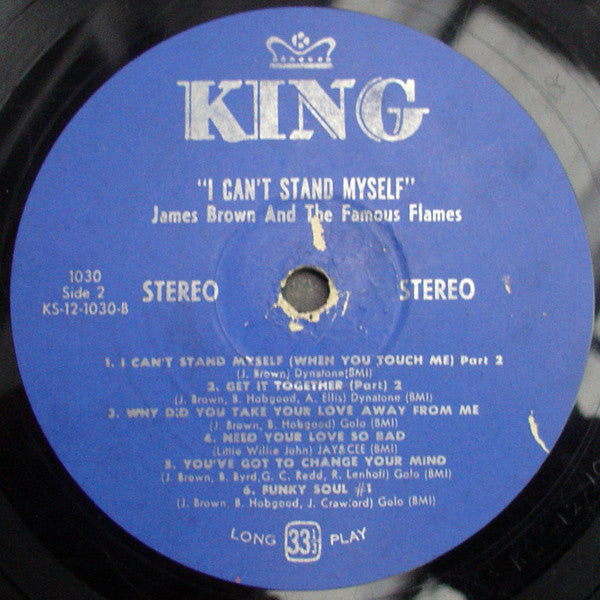 KING
"I CAN'T STAND MYSELF"
James Brown And The Famous Flames
1030
Side 2
KS-12-1030-B
STEREO
STEREO
1. I CAN'T STAND MYSELF (WHEN YOU TOUCH ME) Part 2
(J. Brown) Dynatone(BMI)
2. GET IT TOGETHER (Part) 2
(J. Brown, B. Hobgood, A. Ellis) Dynatone (BMI)
3. WHY DID YOU TAKE YOUR LOVE AWAY FROM ME
(J. Brown, B. Hobgood) Golo (BMI)
4. NEED YOUR LOVE SO BAD
(Little Willie John) JAY&CEE (BMI)
5. YOU'VE GOT TO CHANGE YOUR MIND
(J. Brown, B. Byrd, G. C. Redd, R. Lenhoff) Golo (BMI)
6. FUNKY SOUL #1
(J. Brown, B. Hobgood, J. Crawford) Golo (BMI)
LONG 33 1/3 PLAY